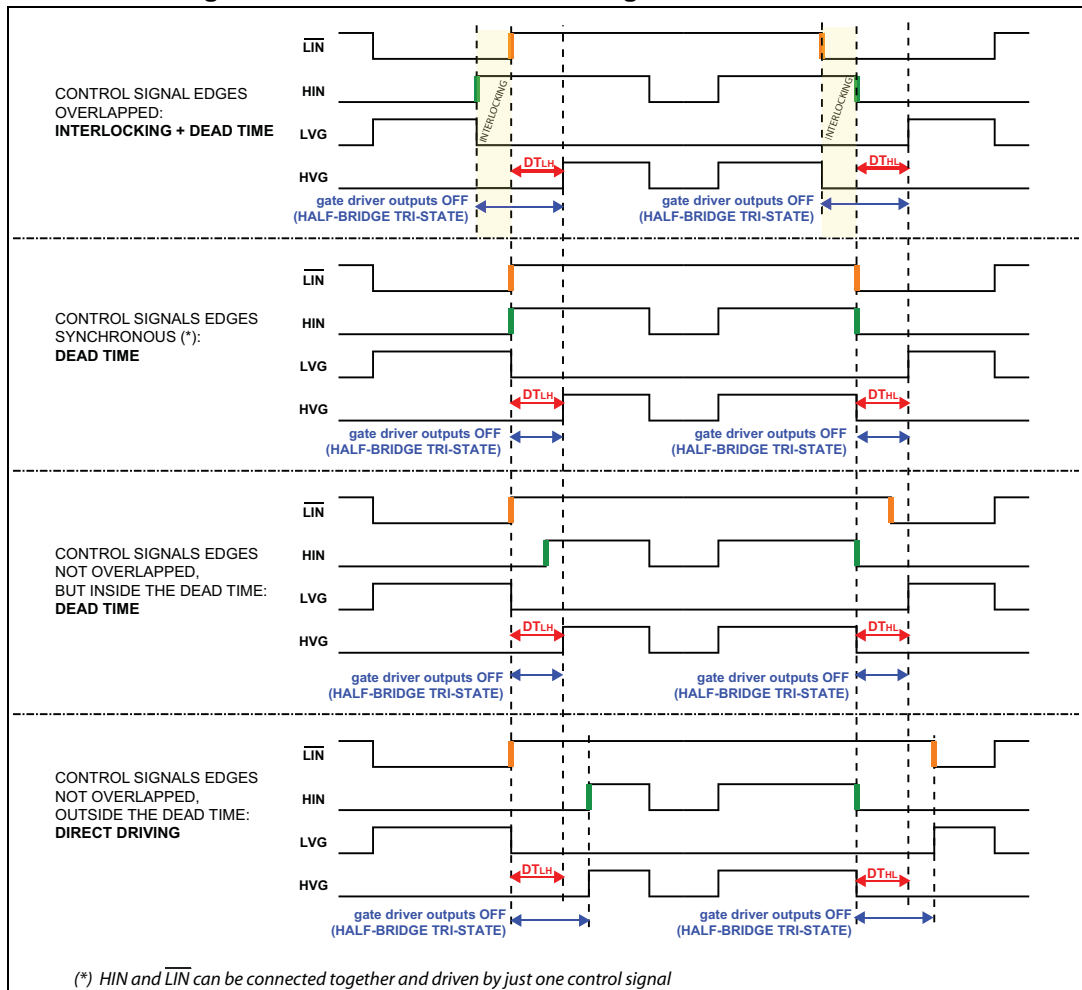 LIN
HIN
LVG
HVG
CONTROL SIGNAL EDGES
OVERLAPPED:
INTERLOCKING + DEAD TIME
INTERLOCKING
INTERLOCKING
DTLH
DTHL
gate driver outputs OFF
(HALF-BRIDGE TRI-STATE)
gate driver outputs OFF
(HALF-BRIDGE TRI-STATE)
LIN
HIN
LVG
HVG
CONTROL SIGNALS EDGES
SYNCHRONOUS (*):
DEAD TIME
DTLH
DTHL
gate driver outputs OFF
(HALF-BRIDGE TRI-STATE)
gate driver outputs OFF
(HALF-BRIDGE TRI-STATE)
LIN
HIN
LVG
HVG
CONTROL SIGNALS EDGES
NOT OVERLAPPED,
BUT INSIDE THE DEAD TIME:
DEAD TIME
DTLH
DTHL
gate driver outputs OFF
(HALF-BRIDGE TRI-STATE)
gate driver outputs OFF
(HALF-BRIDGE TRI-STATE)
LIN
HIN
LVG
HVG
CONTROL SIGNALS EDGES
NOT OVERLAPPED,
OUTSIDE THE DEAD TIME:
DIRECT DRIVING
DTLH
DTHL
gate driver outputs OFF
(HALF-BRIDGE TRI-STATE)
gate driver outputs OFF
(HALF-BRIDGE TRI-STATE)
(*) HIN and LIN can be connected together and driven by just one control signal